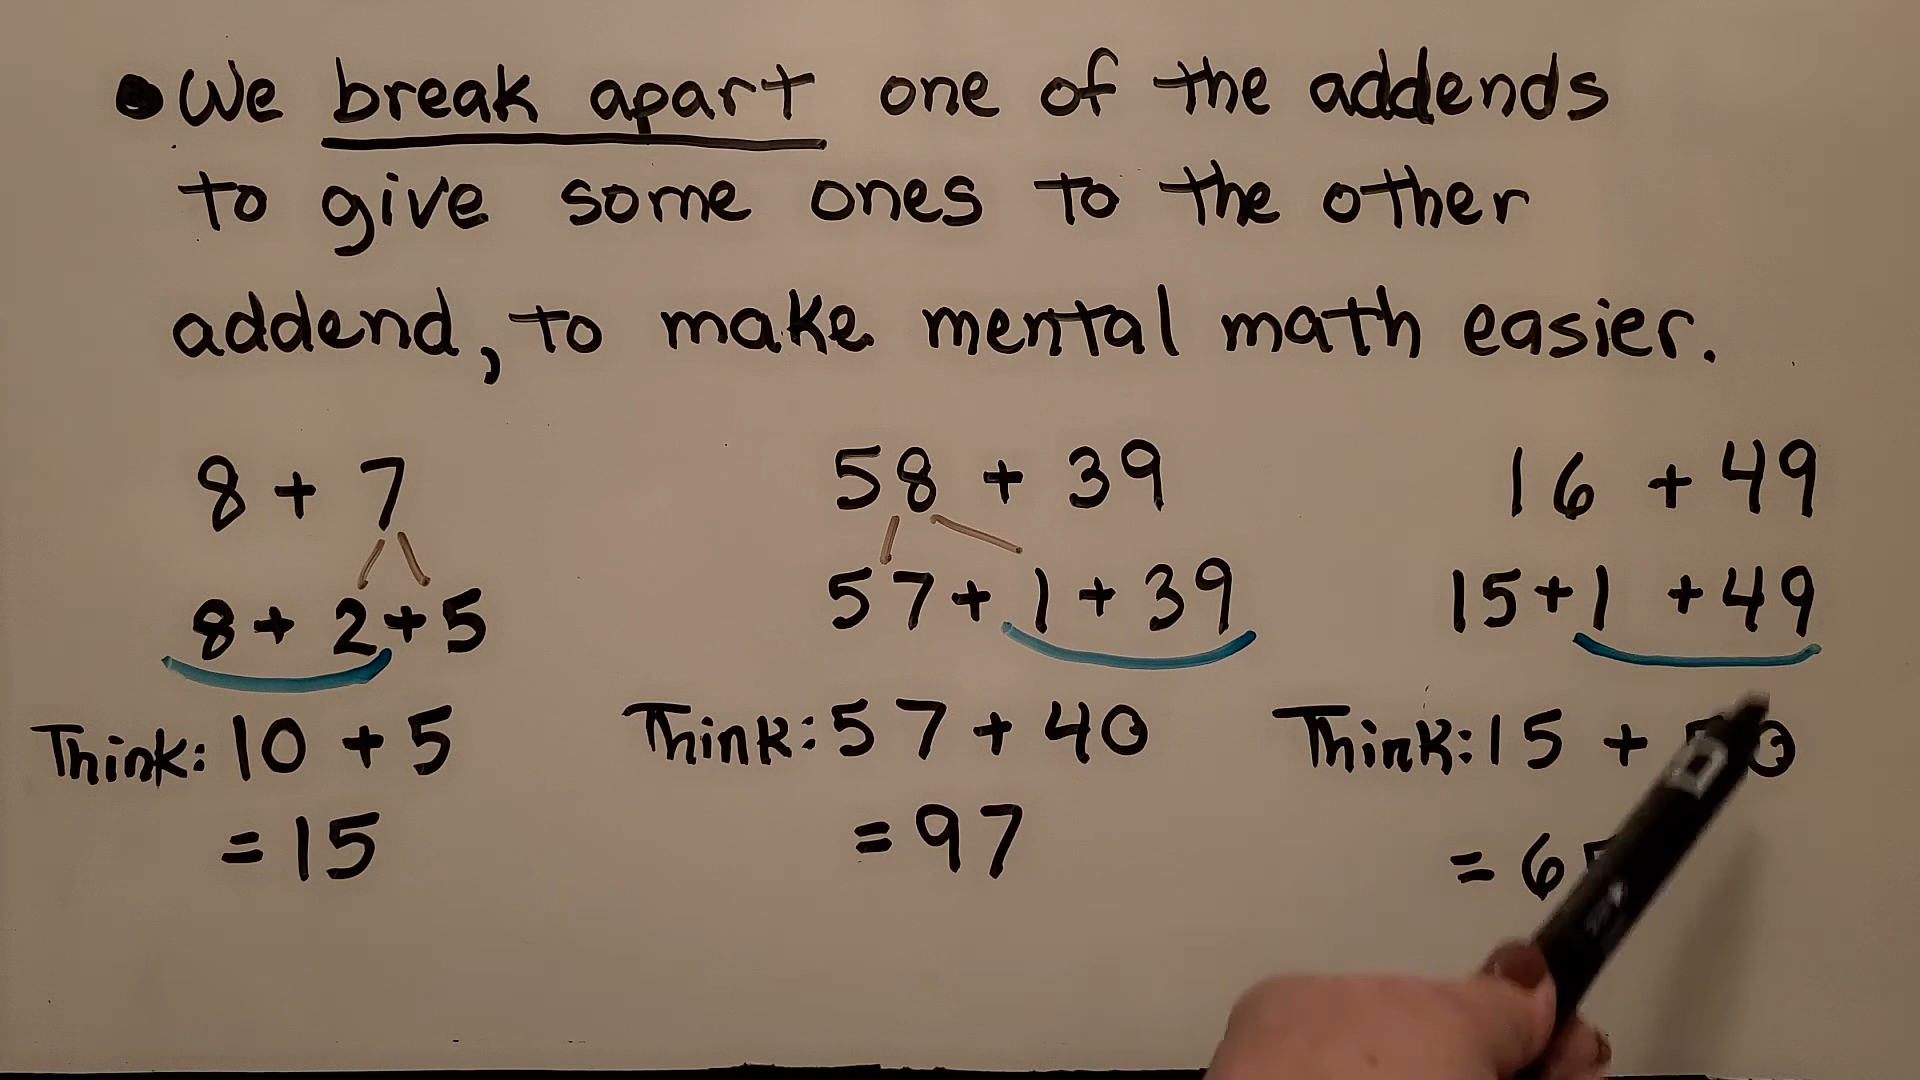 We break apart one of the addends
to give some ones to the other
addend, to make mental math easier.
8 + 7
58 + 39
16 + 49
8 + 2 + 5
57 + 1 + 39
15 + 1 + 49
Think: 10 + 5
Think: 57 + 40
Think: 15 +
= 15
= 97
= 6